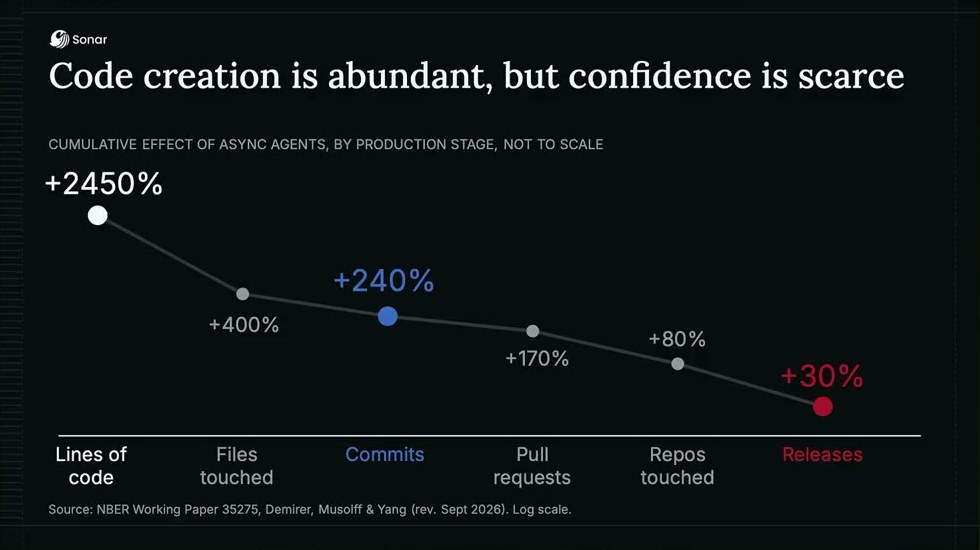 Sonar
Code creation is abundant, but confidence is scarce
CUMULATIVE EFFECT OF ASYNC AGENTS, BY PRODUCTION STAGE, NOT TO SCALE
+2450%
+400%
+240%
+170%
+80%
+30%
Lines of
code
Files
touched
Commits
Pull
requests
Repos
touched
Releases
Source: NBER Working Paper 35275, Demirer, Musolff & Yang (rev. Sept 2026). Log scale.